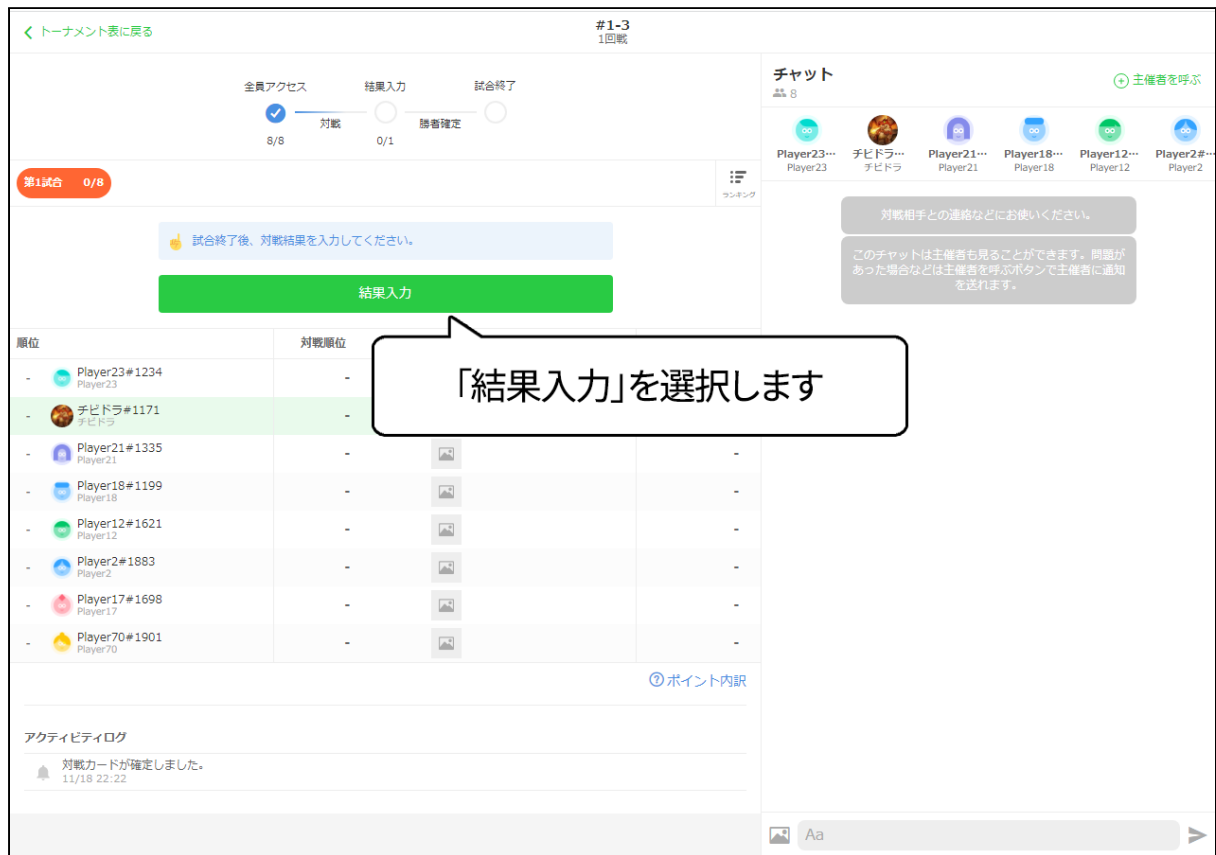 トーナメント表に戻る
#1-3
1回戦
全員アクセス 結果入力 試合終了
対戦 勝者確定
8/8 0/1
第1試合 0/8
ランキング
試合終了後、対戦結果を入力してください。
結果入力
「結果入力」を選択します
順位 対戦順位
- Player23#1234 -
Player23
- チビドラ#1171 -
チビドラ
- Player21#1335 - -
Player21
- Player18#1199 - -
Player18
- Player12#1621 - -
Player12
- Player2#1883 - -
Player2
- Player17#1698 - -
Player17
- Player70#1901 - -
Player70
?ポイント内訳
アクティビティログ
対戦カードが確定しました。
11/18 22:22
チャット
8
主催者を呼ぶ
Player23… チビドラ… Player21… Player18… Player12… Player2#…
Player23 チビドラ Player21 Player18 Player12 Player2
対戦相手との連絡などにお使いください。
このチャットは主催者も見ることができます。問題が
あった場合などは主催者を呼ぶボタンで主催者に通知
を送れます。
Aa